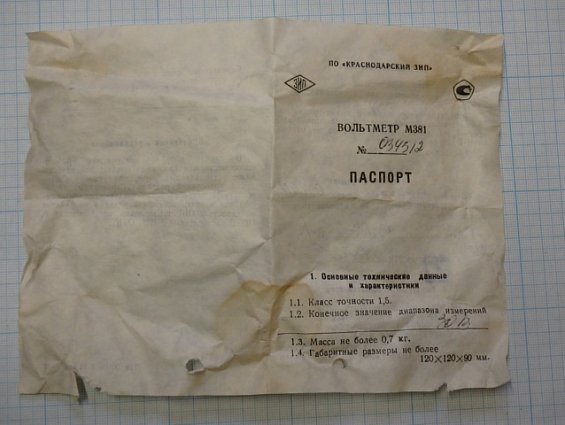 ПО «КРАСНОДАРСКИЙ ЗИП»
ЗИП
ВОЛЬТМЕТР М381
№ 034512
ПАСПОРТ
1. Основные технические данные
и характеристики
1.1. Класс точности 1,5.
1.2. Конечное значение диапазона измерений
1.3. Масса не более 0,7 кг.
1.4. Габаритные размеры не более
120×120×90 мм.